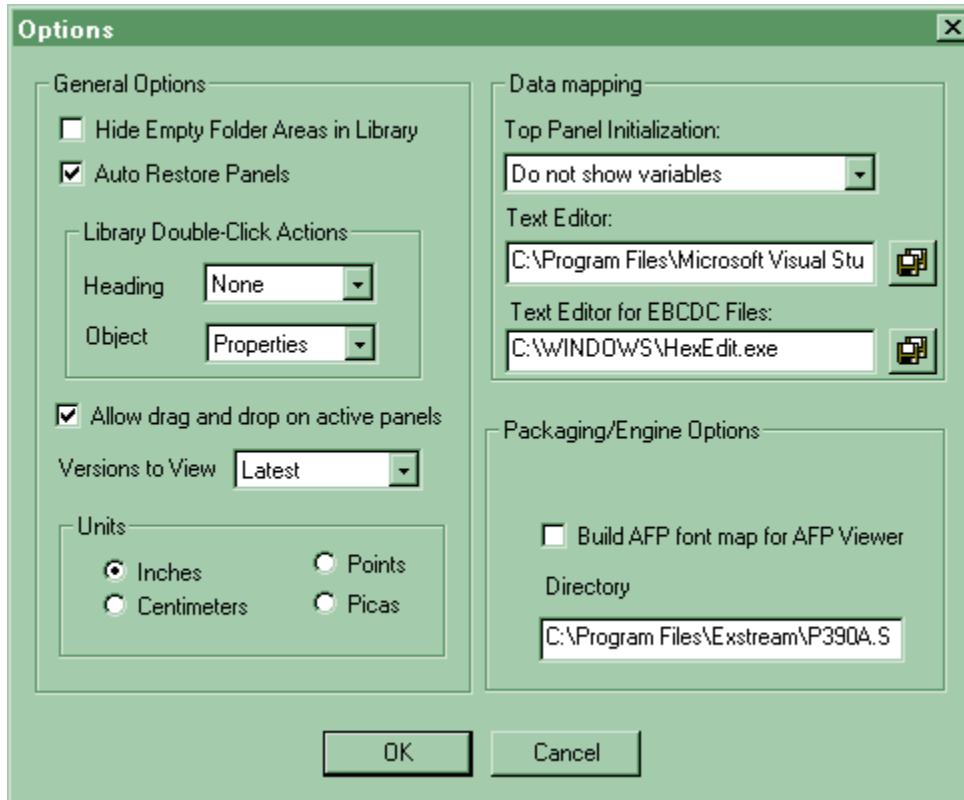 Options
General Options
Hide Empty Folder Areas in Library
Auto Restore Panels
Library Double-Click Actions
Heading None
Object Properties
Allow drag and drop on active panels
Versions to View Latest
Units
Inches Points
Centimeters Picas
Data mapping
Top Panel Initialization:
Do not show variables
Text Editor:
C:\Program Files\Microsoft Visual Stu
Text Editor for EBCDC Files:
C:\WINDOWS\HexEdit.exe
Packaging/Engine Options
Build AFP font map for AFP Viewer
Directory
C:\Program Files\Exstream\P390A.S
OK Cancel